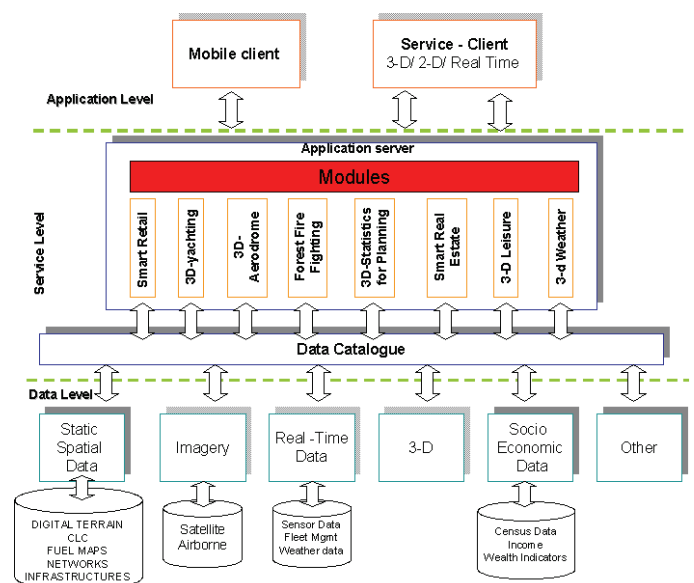 Mobile client
Service - Client
3-D/ 2-D/ Real Time
Application Level
Application server
Modules
Service Level
Smart Retail
3D-yachting
3D-
Aerodrome
Forest Fire
Fighting
3D-Statistics
for Planning
Smart Real
Estate
3-D Leisure
3-d Weather
Data Catalogue
Data Level
Static
Spatial
Data
Imagery
Real -Time
Data
3-D
Socio
Economic
Data
Other
DIGITAL TERRAIN
CLC
FUEL MAPS
NETWORKS
INFRASTRUCTURES
Satellite
Airborne
Sensor Data
Fleet Mgmt
Weather data
Census Data
Income
Wealth Indicators